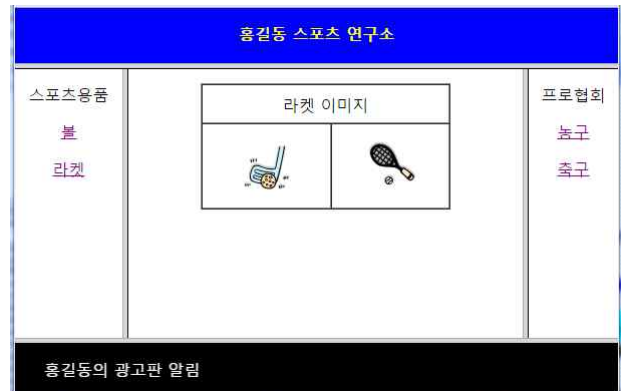 홍길동 스포츠 연구소
스포츠용품
볼
라켓
라켓 이미지
프로협회
농구
축구
홍길동의 광고판 알림